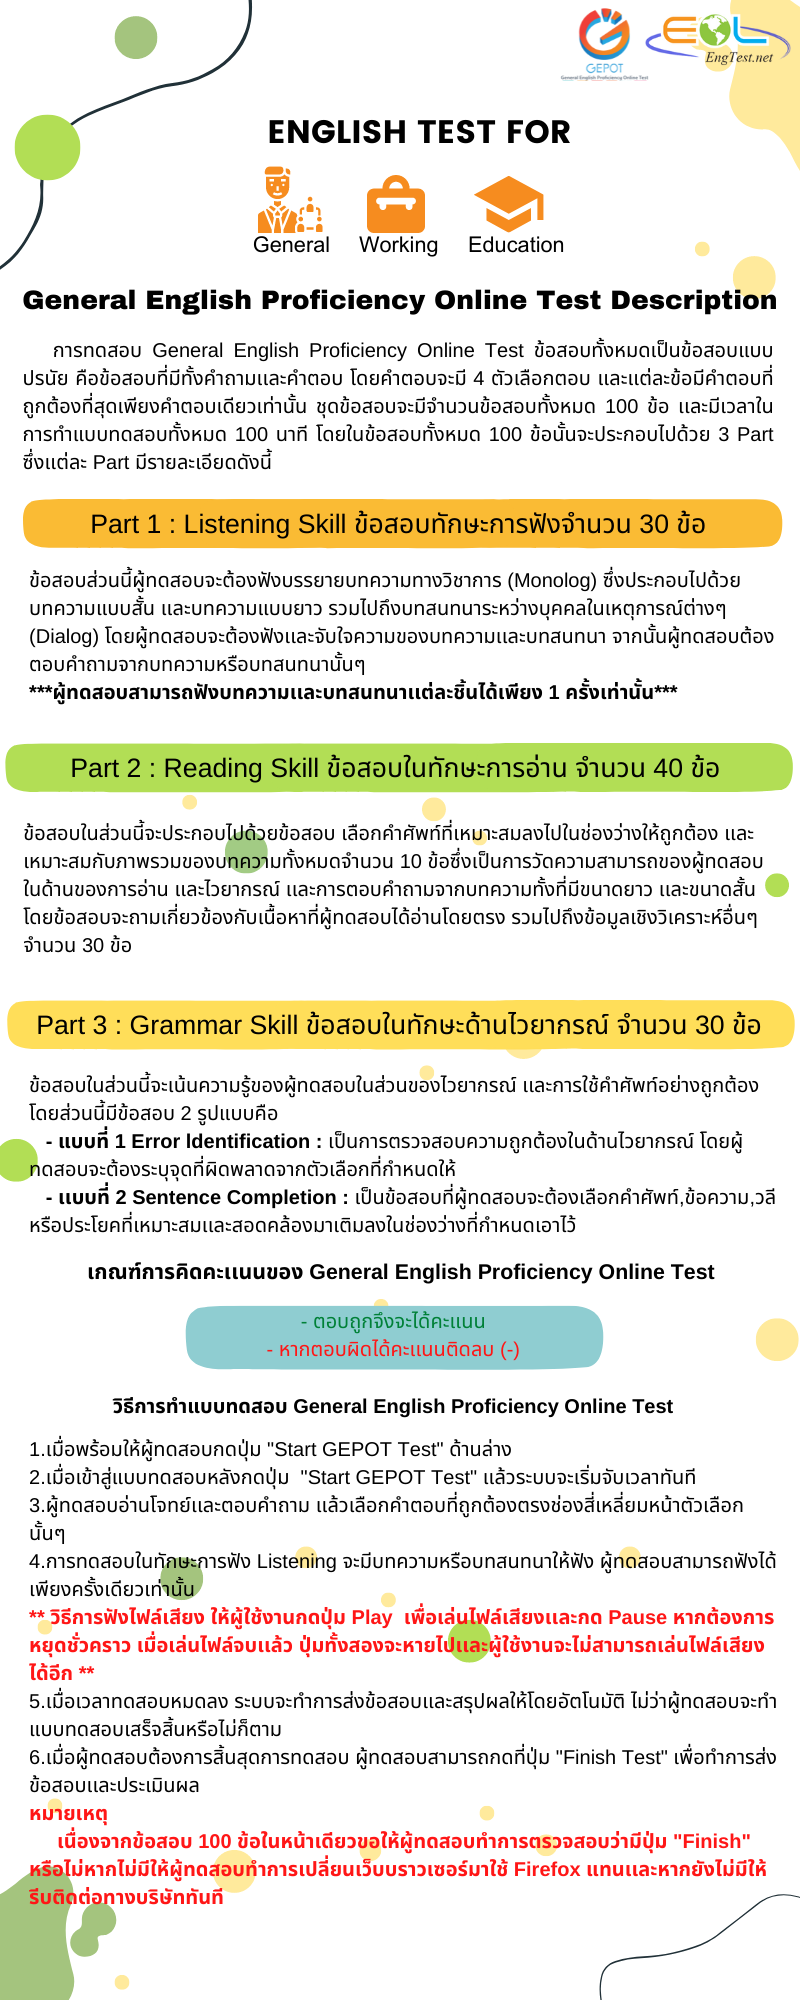 GEPOT
General English Proficiency Online Test
EOL
EngTest.net
ENGLISH TEST FOR
General Working Education
General English Proficiency Online Test Description
การทดสอบ General English Proficiency Online Test ข้อสอบทั้งหมดเป็นข้อสอบแบบ
ปรนัย คือข้อสอบที่มีทั้งคำถามและคำตอบ โดยคำตอบจะมี 4 ตัวเลือกตอบ และแต่ละข้อมีคำตอบที่
ถูกต้องที่สุดเพียงคำตอบเดียวเท่านั้น ชุดข้อสอบจะมีจำนวนข้อสอบทั้งหมด 100 ข้อ และมีเวลาใน
การทำแบบทดสอบทั้งหมด 100 นาที โดยในข้อสอบทั้งหมด 100 ข้อนั้นจะประกอบไปด้วย 3 Part
ซึ่งแต่ละ Part มีรายละเอียดดังนี้
Part 1 : Listening Skill ข้อสอบทักษะการฟังจำนวน 30 ข้อ
ข้อสอบส่วนนี้ผู้ทดสอบจะต้องฟังบรรยายบทความทางวิชาการ (Monolog) ซึ่งประกอบไปด้วย
บทความแบบสั้น และบทความแบบยาว รวมไปถึงบทสนทนาระหว่างบุคคลในเหตุการณ์ต่างๆ
(Dialog) โดยผู้ทดสอบจะต้องฟังและจับใจความของบทความและบทสนทนา จากนั้นผู้ทดสอบต้อง
ตอบคำถามจากบทความหรือบทสนทนานั้นๆ
***ผู้ทดสอบสามารถฟังบทความและบทสนทนาแต่ละชิ้นได้เพียง 1 ครั้งเท่านั้น***
Part 2 : Reading Skill ข้อสอบในทักษะการอ่าน จำนวน 40 ข้อ
ข้อสอบในส่วนนี้จะประกอบไปด้วยข้อสอบ เลือกคำศัพท์ที่เหมาะสมลงไปในช่องว่างให้ถูกต้อง และ
เหมาะสมกับภาพรวมของบทความทั้งหมดจำนวน 10 ข้อซึ่งเป็นการวัดความสามารถของผู้ทดสอบ
ในด้านของการอ่าน และไวยากรณ์ และการตอบคำถามจากบทความทั้งที่มีขนาดยาว และขนาดสั้น
โดยข้อสอบจะถามเกี่ยวข้องกับเนื้อหาที่ผู้ทดสอบได้อ่านโดยตรง รวมไปถึงข้อมูลเชิงวิเคราะห์อื่นๆ
จำนวน 30 ข้อ
Part 3 : Grammar Skill ข้อสอบในทักษะด้านไวยากรณ์ จำนวน 30 ข้อ
ข้อสอบในส่วนนี้จะเน้นความรู้ของผู้ทดสอบในส่วนของไวยากรณ์ และการใช้คำศัพท์อย่างถูกต้อง
โดยส่วนนี้มีข้อสอบ 2 รูปแบบคือ
- แบบที่ 1 Error Identification : เป็นการตรวจสอบความถูกต้องในด้านไวยากรณ์ โดยผู้
ทดสอบจะต้องระบุจุดที่ผิดพลาดจากตัวเลือกที่กำหนดให้
- แบบที่ 2 Sentence Completion : เป็นข้อสอบที่ผู้ทดสอบจะต้องเลือกคำศัพท์,ข้อความ,วลี
หรือประโยคที่เหมาะสมและสอดคล้องมาเติมลงในช่องว่างที่กำหนดเอาไว้
เกณฑ์การคิดคะแนนของ General English Proficiency Online Test
- ตอบถูกจึงจะได้คะแนน
- หากตอบผิดได้คะแนนติดลบ (-)
วิธีการทำแบบทดสอบ General English Proficiency Online Test
1.เมื่อพร้อมให้ผู้ทดสอบกดปุ่ม "Start GEPOT Test" ด้านล่าง
2.เมื่อเข้าสู่แบบทดสอบหลังกดปุ่ม "Start GEPOT Test" แล้วระบบจะเริ่มจับเวลาทันที
3.ผู้ทดสอบอ่านโจทย์และตอบคำถาม แล้วเลือกคำตอบที่ถูกต้องตรงช่องสี่เหลี่ยมหน้าตัวเลือก
นั้นๆ
4.การทดสอบในทักษะการฟัง Listening จะมีบทความหรือบทสนทนาให้ฟัง ผู้ทดสอบสามารถฟังได้
เพียงครั้งเดียวเท่านั้น
** วิธีการฟังไฟล์เสียง ให้ผู้ใช้งานกดปุ่ม Play เพื่อเล่นไฟล์เสียงและกด Pause หากต้องการ
หยุดชั่วคราว เมื่อเล่นไฟล์จบแล้ว ปุ่มทั้งสองจะหายไปและผู้ใช้งานจะไม่สามารถเล่นไฟล์เสียง
ได้อีก **
5.เมื่อเวลาทดสอบหมดลง ระบบจะทำการส่งข้อสอบและสรุปผลให้โดยอัตโนมัติ ไม่ว่าผู้ทดสอบจะทำ
แบบทดสอบเสร็จสิ้นหรือไม่ก็ตาม
6.เมื่อผู้ทดสอบต้องการสิ้นสุดการทดสอบ ผู้ทดสอบสามารถกดที่ปุ่ม "Finish Test" เพื่อทำการส่ง
ข้อสอบและประเมินผล
หมายเหตุ
เนื่องจากข้อสอบ 100 ข้อในหน้าเดียวขอให้ผู้ทดสอบทำการตรวจสอบว่ามีปุ่ม "Finish"
หรือไม่หากไม่มีให้ผู้ทดสอบทำการเปลี่ยนเว็บบราวเซอร์มาใช้ Firefox แทนและหากยังไม่มีให้
รีบติดต่อทางบริษัททันที